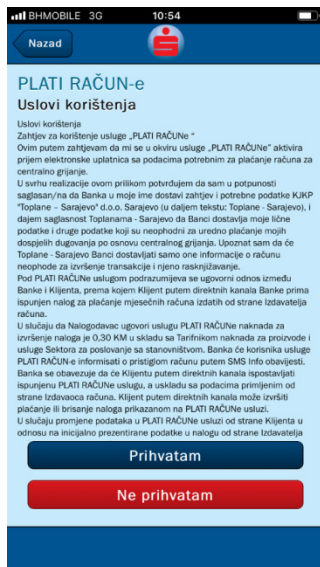 BHMOBILE 3G 10:54
Nazad
PLATI RAČUN-e
Uslovi korištenja
Uslovi korištenja
Zahtjev za korištenje usluge „PLATI RAČUNe “
Ovim putem zahtjevam da mi se u okviru usluge „PLATI RAČUNe” aktivira
prijem elektronske uplatnica sa podacima potrebnim za plaćanje računa za
centralno grijanje.
U svrhu realizacije ovom prilikom potvrđujem da sam u potpunosti
saglasan/na da Banka u moje ime dostavi zahtjev i potrebne podatke KJKP
"Toplane – Sarajevo" d.o.o. Sarajevo (u daljem tekstu: Toplane - Sarajevo), i
dajem saglasnost Toplanama - Sarajevo da Banci dostavlja moje lične
podatke i druge podatke koji su neophodni za uredno plaćanje mojih
dospjelih dugovanja po osnovu centralnog grijanja. Upoznat sam da će
Toplane - Sarajevo Banci dostavljati samo one informacije o računu
neophode za izvršenje transakcije i njeno rasknjižavanje.
Pod PLATI RAČUNe uslugom podrazumijeva se ugovorni odnos između
Banke i Klijenta, prema kojem Klijent putem direktnih kanala Banke prima
ispunjen nalog za plaćanje mjesečnih računa izdatih od strane Izdavatelja
računa.
U slučaju da Nalogodavac ugovori uslugu PLATI RAČUNe naknada za
izvršenje naloga je 0,30 KM u skladu sa Tarifnikom naknada za proizvode i
usluge Sektora za poslovanje sa stanovništvom. Banka će korisnika usluge
PLATI RAČUN-e informisati o pristiglom računu putem SMS Info obavijesti.
Banka se obavezuje da će Klijentu putem direktnih kanala ispostavljati
ispunjenu PLATI RAČUNe uslugu, a uskladu sa podacima primljenim od
strane Izdavaoca računa. Klijent putem direktnih kanala može izvršiti
plaćanje ili brisanje naloga prikazanom na PLATI RAČUNe usluzi.
U slučaju promjene podataka u PLATI RAČUNe usluzi od strane Klijenta u
odnosu na inicijalno prezentirane podatke u nalogu od strane Izdavatelja
Prihvatam
Ne prihvatam